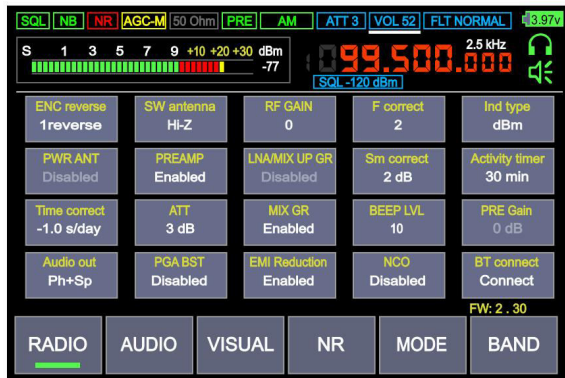 SQL NB NR AGC-M 50 Ohm PRE AM ATT 3 VOL 52 FLT NORMAL 3.97v
S 1 3 5 7 9 +10 +20 +30 dBm
-77
99.500.000
2.5 kHz
SQL -120 dBm
ENC reverse SW antenna RF GAIN F correct Ind type
1reverse Hi-Z 0 2 dBm
PWR ANT PREAMP LNA/MIX UP GR Sm correct Activity timer
Disabled Enabled Disabled 2 dB 30 min
Time correct ATT MIX GR BEEP LVL PRE Gain
-1.0 s/day 3 dB Enabled 10 0 dB
Audio out PGA BST EMI Reduction NCO BT connect
Ph+Sp Disabled Enabled Disabled Connect
FW: 2 . 30
RADIO AUDIO VISUAL NR MODE BAND